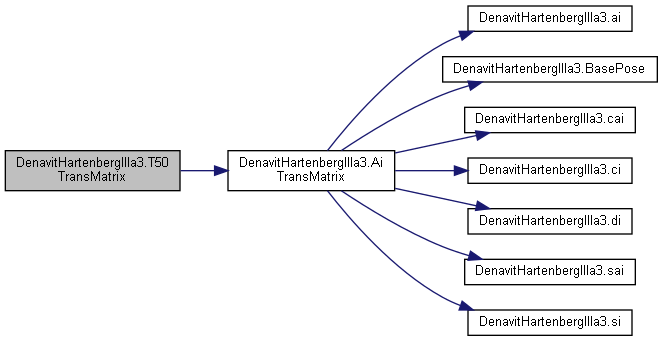 DenavitHartenbergIIIa3.T50
TransMatrix
DenavitHartenbergIIIa3.Ai
TransMatrix
DenavitHartenbergIIIa3.ai
DenavitHartenbergIIIa3.BasePose
DenavitHartenbergIIIa3.cai
DenavitHartenbergIIIa3.ci
DenavitHartenbergIIIa3.di
DenavitHartenbergIIIa3.sai
DenavitHartenbergIIIa3.si